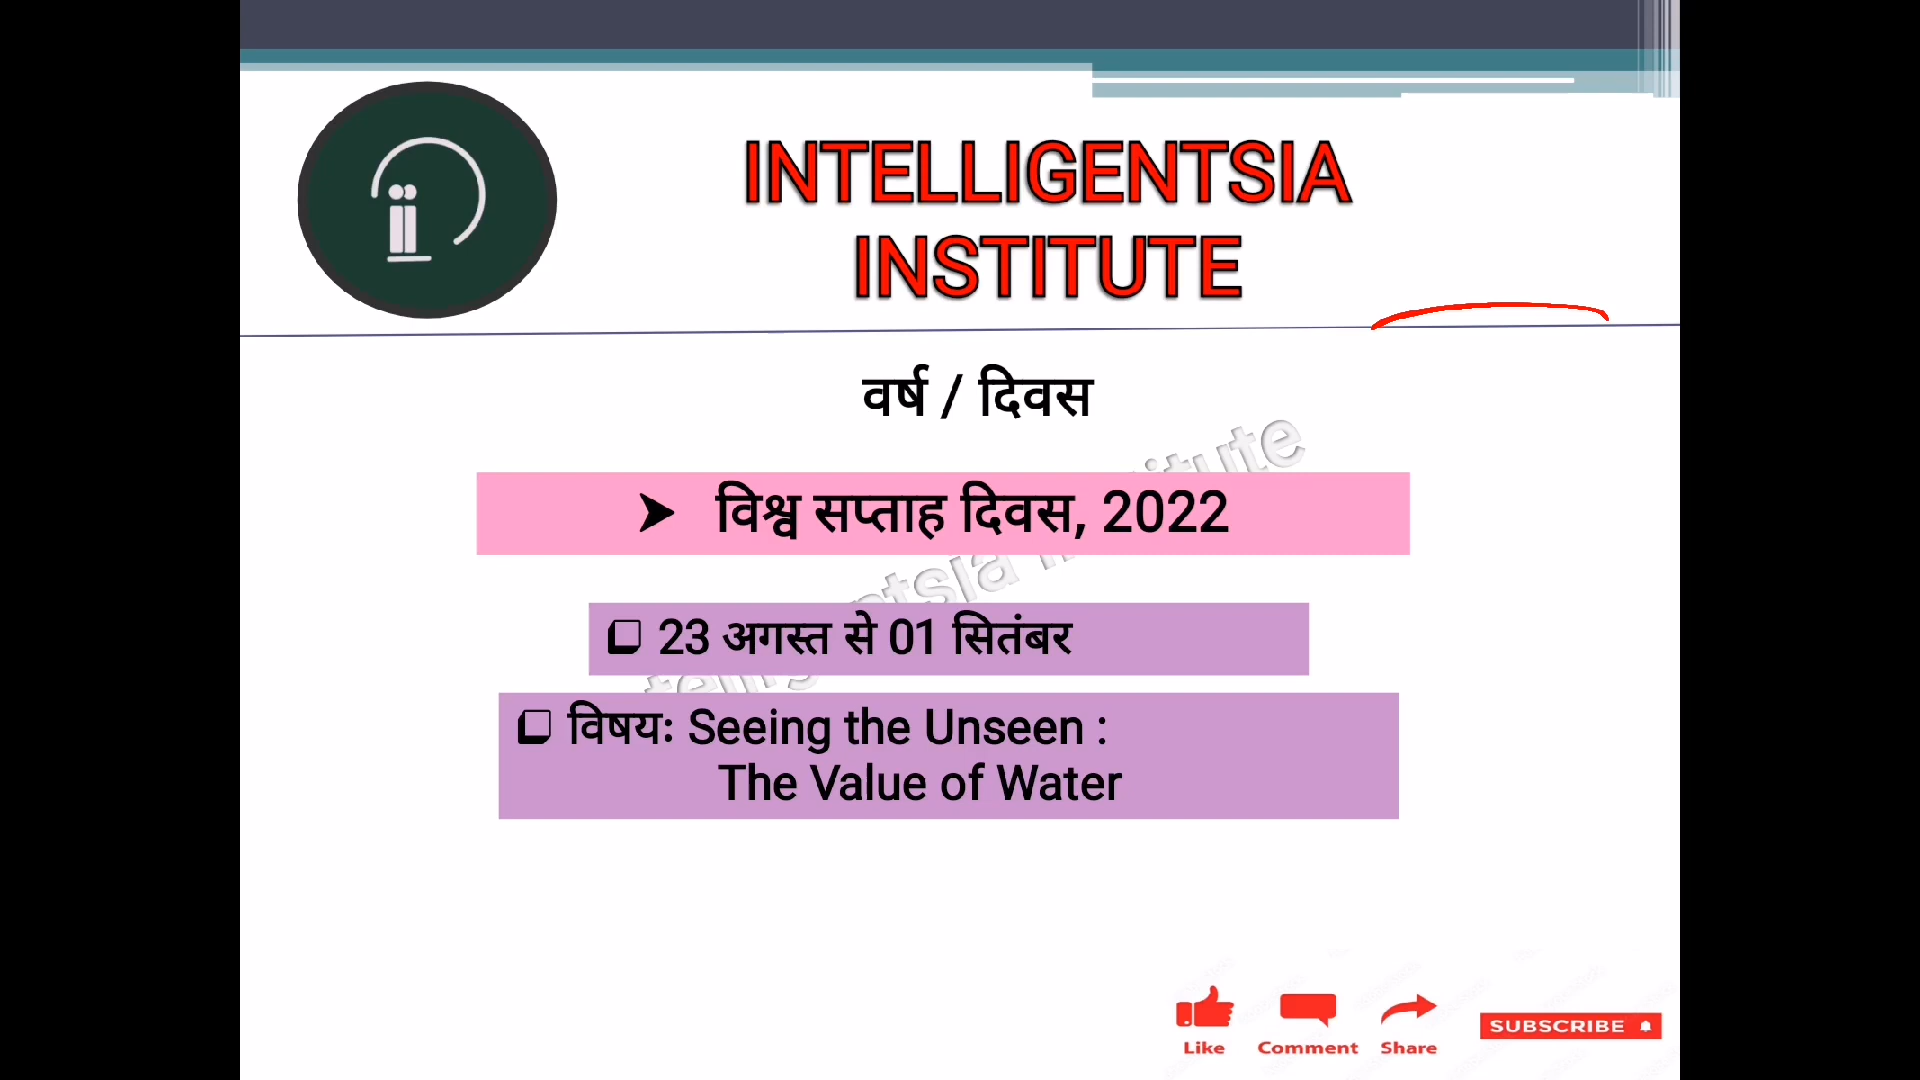 INTELLIGENTSIA
INSTITUTE
वर्ष / दिवस
विश्व सप्ताह दिवस, 2022
23 अगस्त से 01 सितंबर
विषयः Seeing the Unseen :
The Value of Water
Like Comment Share SUBSCRIBE